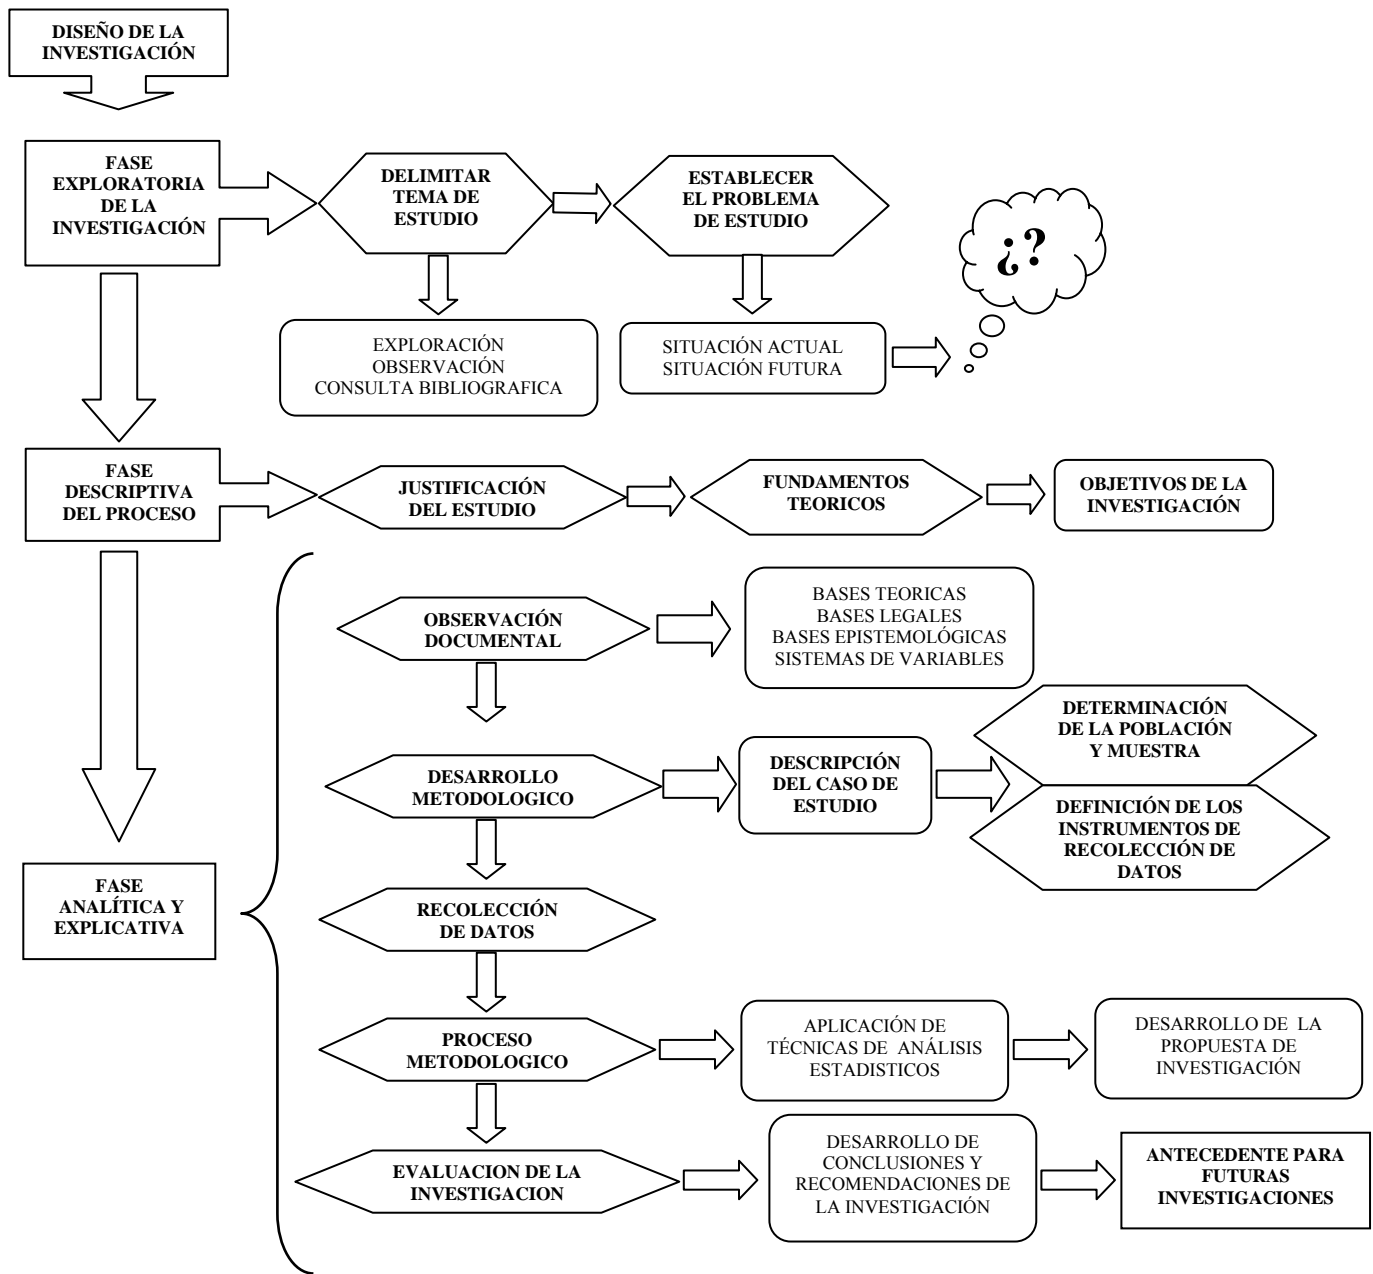 DISEÑO DE LA
INVESTIGACIÓN
FASE
EXPLORATORIA
DE LA
INVESTIGACIÓN
DELIMITAR
TEMA DE
ESTUDIO
ESTABLECER
EL PROBLEMA
DE ESTUDIO
¿?
EXPLORACIÓN
OBSERVACIÓN
CONSULTA BIBLIOGRAFICA
SITUACIÓN ACTUAL
SITUACIÓN FUTURA
FASE
DESCRIPTIVA
DEL PROCESO
JUSTIFICACIÓN
DEL ESTUDIO
FUNDAMENTOS
TEORICOS
OBJETIVOS DE LA
INVESTIGACIÓN
OBSERVACIÓN
DOCUMENTAL
BASES TEORICAS
BASES LEGALES
BASES EPISTEMOLÓGICAS
SISTEMAS DE VARIABLES
DESARROLLO
METODOLOGICO
DESCRIPCIÓN
DEL CASO DE
ESTUDIO
DETERMINACIÓN
DE LA POBLACIÓN
Y MUESTRA
DEFINICIÓN DE LOS
INSTRUMENTOS DE
RECOLECCIÓN DE
DATOS
FASE
ANALÍTICA Y
EXPLICATIVA
RECOLECCIÓN
DE DATOS
PROCESO
METODOLOGICO
APLICACIÓN DE
TÉCNICAS DE ANÁLISIS
ESTADISTICOS
DESARROLLO DE LA
PROPUESTA DE
INVESTIGACIÓN
EVALUACION DE LA
INVESTIGACION
DESARROLLO DE
CONCLUSIONES Y
RECOMENDACIONES DE
LA INVESTIGACIÓN
ANTECEDENTE PARA
FUTURAS
INVESTIGACIONES